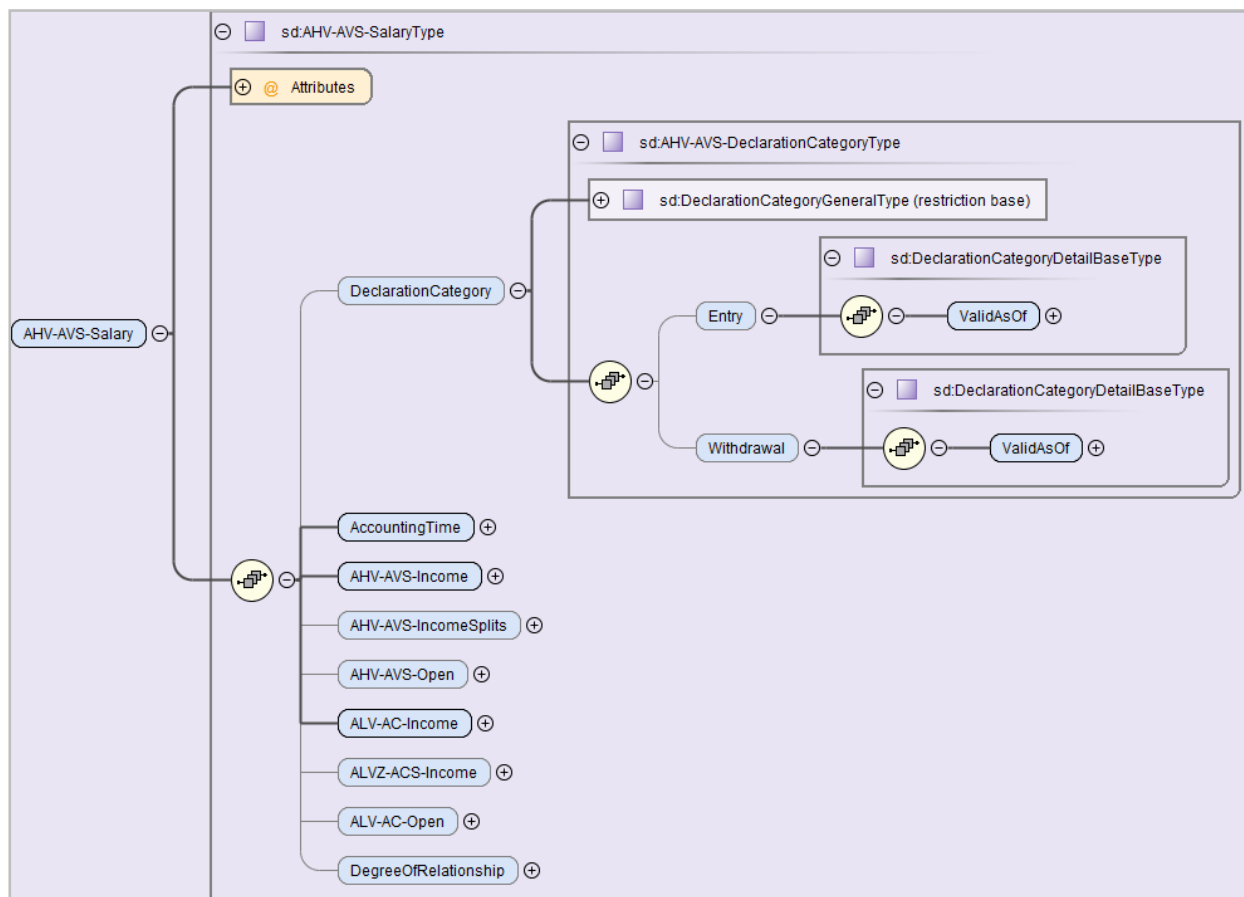 sd:AHV-AVS-SalaryType
@ Attributes
sd:AHV-AVS-DeclarationCategoryType
sd:DeclarationCategoryGeneralType (restriction base)
sd:DeclarationCategoryDetailBaseType
DeclarationCategory
Entry
ValidAsOf
AHV-AVS-Salary
sd:DeclarationCategoryDetailBaseType
Withdrawal
ValidAsOf
AccountingTime
AHV-AVS-Income
AHV-AVS-IncomeSplits
AHV-AVS-Open
ALV-AC-Income
ALVZ-ACS-Income
ALV-AC-Open
DegreeOfRelationship